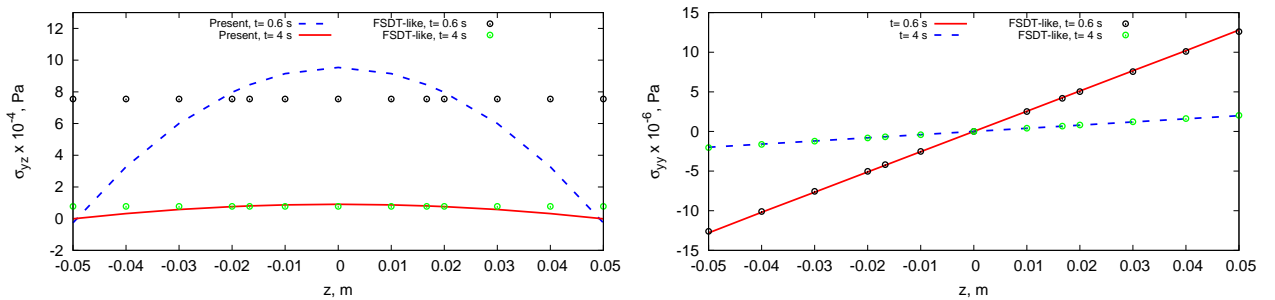 Present, t= 0.6 s
Present, t= 4 s
FSDT-like, t= 0.6 s
FSDT-like, t= 4 s
σyz x 10^-4, Pa
14
12
10
8
6
4
2
0
-2
-0.05 -0.04 -0.03 -0.02 -0.01 0 0.01 0.02 0.03 0.04 0.05
z, m
t= 0.6 s
t= 4 s
FSDT-like, t= 0.6 s
FSDT-like, t= 4 s
σyy x 10^-6, Pa
15
10
5
0
-5
-10
-15
-0.05 -0.04 -0.03 -0.02 -0.01 0 0.01 0.02 0.03 0.04 0.05
z, m